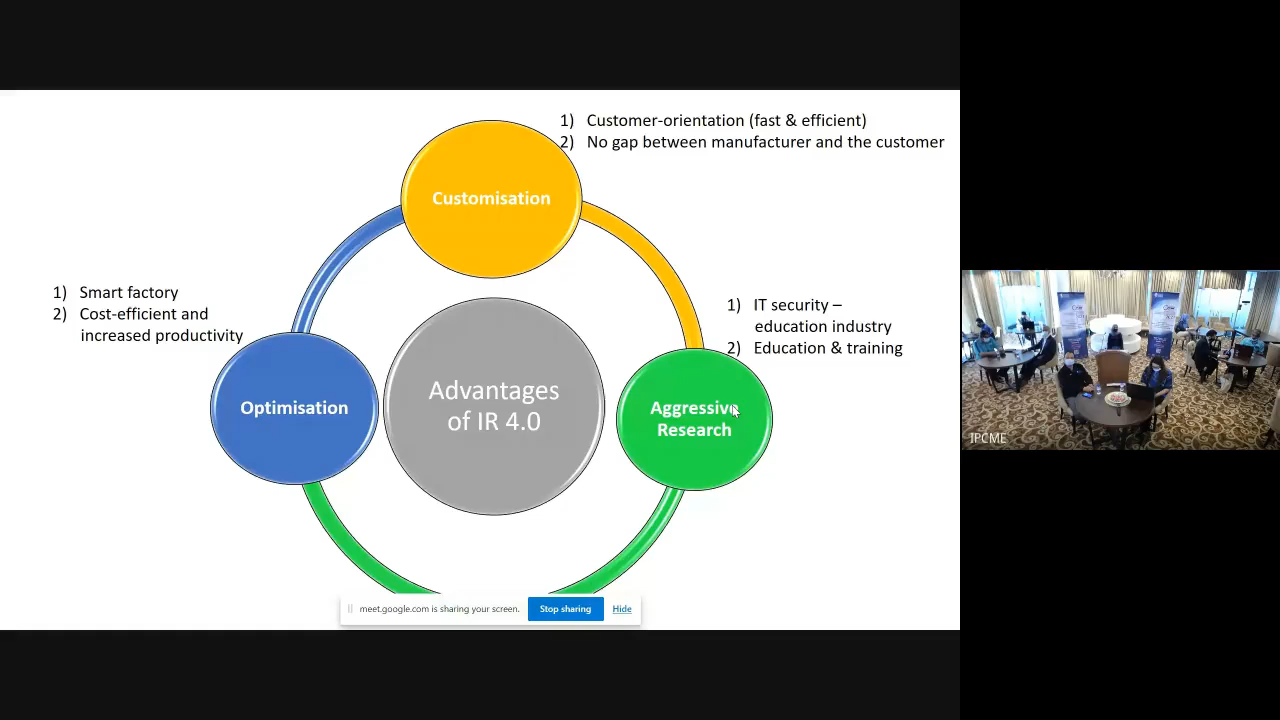 1) Customer-orientation (fast & efficient)
2) No gap between manufacturer and the customer
Customisation
1) Smart factory
2) Cost-efficient and
increased productivity
1) IT security –
education industry
2) Education & training
Optimisation
Advantages
of IR 4.0
Aggressive
Research
meet.google.com is sharing your screen.
Stop sharing
Hide
IPCME